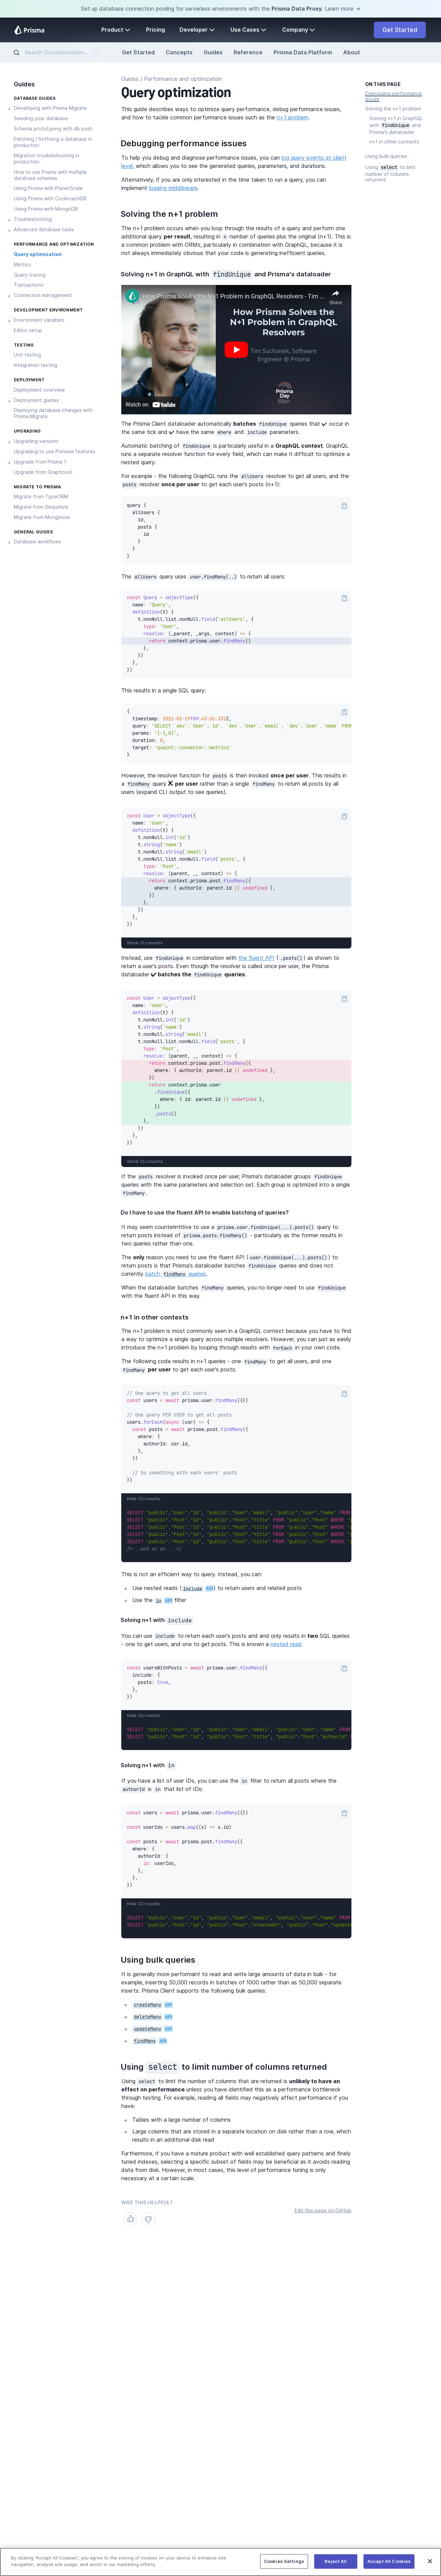 Set up database connection pooling for serverless environments with the Prisma Data Proxy. Learn more →
Prisma
Product
Pricing
Developer
Use Cases
Company
Get Started
Search Documentation...
Get Started
Concepts
Guides
Reference
Prisma Data Platform
About
Guides
DATABASE GUIDES
Developing with Prisma Migrate
Seeding your database
Schema prototyping with db push
Patching / hotfixing a database in
production
Migration troubleshooting in
production
How to use Prisma with multiple
database schemas
Using Prisma with PlanetScale
Using Prisma with CockroachDB
Using Prisma with MongoDB
Troubleshooting
Advanced database tasks
PERFORMANCE AND OPTIMIZATION
Query optimization
Metrics
Query tracing
Transactions
Connection management
DEVELOPMENT ENVIRONMENT
Environment variables
Editor setup
TESTING
Unit testing
Integration testing
DEPLOYMENT
Deployment overview
Deployment guides
Deploying database changes with
Prisma Migrate
UPGRADING
Upgrading versions
Upgrading to use Preview features
Upgrade from Prisma 1
Upgrade from Graphcool
MIGRATE TO PRISMA
Migrate from TypeORM
Migrate from Sequelize
Migrate from Mongoose
GENERAL GUIDES
Database workflows
Guides / Performance and optimization
Query optimization
This guide describes ways to optimize query performance, debug performance issues,
and how to tackle common performance issues such as the n+1 problem.
Debugging performance issues
To help you debug and diagnose performance issues, you can log query events at client
level, which allows you to see the generated queries, parameters, and durations.
Alternatively, if you are only interested in the time taken to run a query, you can
implement logging middleware.
Solving the n+1 problem
The n+1 problem occurs when you loop through the results of a query and perform one
additional query per result, resulting in n number of queries plus the original (n+1). This
is a common problem with ORMs, particularly in combination with GraphQL, because it is
not always immediately obvious that your code is generating inefficient queries.
Solving n+1 in GraphQL with findUnique and Prisma's dataloader
How Prisma Solves the N+1 Problem in GraphQL Resolvers - Tim ...
Share
How Prisma Solves the
N+1 Problem in GraphQL
Resolvers
Tim Suchanek,
Software Engineer
@ Prisma
Prisma
Day
Watch on YouTube
The Prisma Client dataloader automatically batches findUnique queries that ✔ occur in
the same tick and ✔ have the same where and include parameters.
Automatic batching of findUnique is particularly useful in a GraphQL context. GraphQL
runs a separate resolver function for every field, which can make it difficult to optimize a
nested query.
For example - the following GraphQL runs the allUsers resolver to get all users, and the
posts resolver once per user to get each user's posts (n+1):
query {
allUsers {
id,
posts {
id
}
}
}
The allUsers query uses user.findMany(..) to return all users:
const Query = objectType({
name: 'Query',
definition(t) {
t.nonNull.list.nonNull.field('allUsers', {
type: 'User',
resolve: (_parent, _args, context) => {
return context.prisma.user.findMany()
},
})
},
})
This results in a single SQL query:
{
timestamp: 2021-02-19T09:43:06.332Z,
query: 'SELECT `dev`.`User`.`id`, `dev`.`User`.`email`, `dev`.`User`.`name` FROM
params: '[-1,0]',
duration: 0,
target: 'quaint::connector::metrics'
}
However, the resolver function for posts is then invoked once per user. This results in
a findMany query ✘ per user rather than a single findMany to return all posts by all
users (expand CLI output to see queries).
const User = objectType({
name: 'User',
definition(t) {
t.nonNull.int('id')
t.string('name')
t.nonNull.string('email')
t.nonNull.list.nonNull.field('posts', {
type: 'Post',
resolve: (parent, _, context) => {
return context.prisma.post.findMany({
where: { authorId: parent.id || undefined },
})
},
})
},
})
Show CLI results
Instead, use findUnique in combination with the fluent API ( .posts() ) as shown to
return a user's posts. Even though the resolver is called once per user, the Prisma
dataloader ✔ batches the findUnique queries.
const User = objectType({
name: 'User',
definition(t) {
t.nonNull.int('id')
t.string('name')
t.nonNull.string('email')
t.nonNull.list.nonNull.field('posts', {
type: 'Post',
resolve: (parent, _, context) => {
return context.prisma.post.findMany({
where: { authorId: parent.id || undefined },
})
return context.prisma.user
.findUnique({
where: { id: parent.id || undefined },
})
.posts()
},
})
},
})
Show CLI results
If the posts resolver is invoked once per user, Prisma's dataloader groups findUnique
queries with the same parameters and selection set. Each group is optimized into a single
findMany.
Do I have to use the fluent API to enable batching of queries?
It may seem counterintitive to use a prisma.user.findUnique(...).posts() query to
return posts instead of prisma.posts.findMany() - particularly as the former results in
two queries rather than one.
The only reason you need to use the fluent API ( user.findUnique(...).posts() ) to
return posts is that Prisma's dataloader batches findUnique queries and does not
currently batch findMany queries.
When the dataloader batches findMany queries, you no longer need to use findUnique
with the fluent API in this way.
n+1 in other contexts
The n+1 problem is most commonly seen in a GraphQL context because you have to find
a way to optimize a single query across multiple resolvers. However, you can just as easily
introduce the n+1 problem by looping through results with forEach in your own code.
The following code results in n+1 queries - one findMany to get all users, and one
findMany per user to get each user's posts:
// One query to get all users
const users = await prisma.user.findMany({})
// One query PER USER to get all posts
users.forEach(async (usr) => {
const posts = await prisma.post.findMany({
where: {
authorId: usr.id,
},
})
// Do something with each users' posts
})
Hide CLI results
SELECT "public"."User"."id", "public"."User"."email", "public"."User"."name" FROM
SELECT "public"."Post"."id", "public"."Post"."title" FROM "public"."Post" WHERE
SELECT "public"."Post"."id", "public"."Post"."title" FROM "public"."Post" WHERE
SELECT "public"."Post"."id", "public"."Post"."title" FROM "public"."Post" WHERE
SELECT "public"."Post"."id", "public"."Post"."title" FROM "public"."Post" WHERE
/* ..and so on .. */
This is not an efficient way to query. Instead, you can:
Use nested reads ( include API) to return users and related posts
Use the in API filter
Solving n+1 with include
You can use include to return each user's posts and and only results in two SQL queries
- one to get users, and one to get posts. This is known a nested read.
const usersWithPosts = await prisma.user.findMany({
include: {
posts: true,
},
})
Hide CLI results
SELECT "public"."User"."id", "public"."User"."email", "public"."User"."name" FROM
SELECT "public"."Post"."id", "public"."Post"."title", "public"."Post"."authorId"
Solving n+1 with in
If you have a list of user IDs, you can use the in filter to return all posts where the
authorId is in that list of IDs:
const users = await prisma.user.findMany({})
const userIds = users.map((x) => x.id)
const posts = await prisma.post.findMany({
where: {
authorId: {
in: userIds,
},
},
})
Hide CLI results
SELECT "public"."User"."id", "public"."User"."email", "public"."User"."name" FROM
SELECT "public"."Post"."id", "public"."Post"."createdAt", "public"."Post"."update
Using bulk queries
It is generally more performant to read and write large amounts of data in bulk - for
example, inserting 50,000 records in batches of 1000 rather than as 50,000 separate
inserts. Prisma Client supports the following bulk queries:
createMany API
deleteMany API
updateMany API
findMany API
Using select to limit number of columns returned
Using select to limit the number of columns that are returned is unlikely to have an
effect on performance unless you have identified this as a performance bottleneck
through testing. For example, reading all fields may negatively affect performance if you
have:
Tables with a large number of columns
Large columns that are stored in a separate location on disk rather than a row, which
results in an additional disk read
Furthermore, if you have a mature product with well established query patterns and finely
tuned indexes, selecting a specific subset of fields may be beneficial as it avoids reading
data from disk. However, in most cases, this level of performance tuning is only
necessary at a certain scale.
WAS THIS HELPFUL?
Edit this page on GitHub
ON THIS PAGE
Debugging performance
issues
Solving the n+1 problem
Solving n+1 in GraphQL
with findUnique and
Prisma's dataloader
n+1 in other contexts
Using bulk queries
Using select to limit
number of columns
returned
By clicking "Accept All Cookies", you agree to the storing of cookies on your device to enhance site
navigation, analyze site usage, and assist in our marketing efforts.
Cookies Settings
Reject All
Accept All Cookies